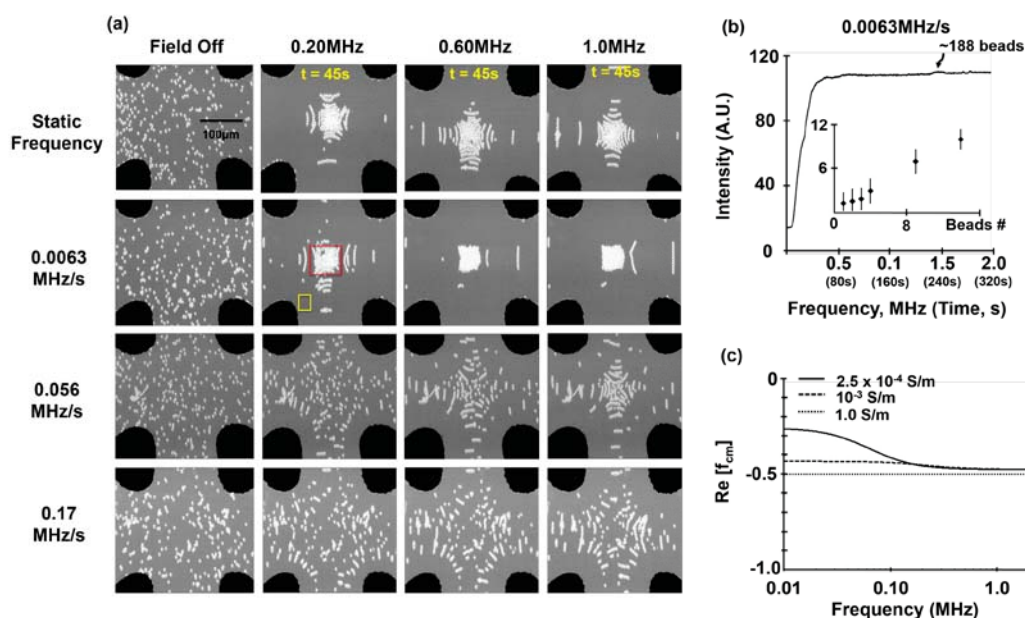 (a)
Field Off
0.20MHz
0.60MHz
1.0MHz
Static
Frequency
100μm
t = 45s
t = 45s
t = 45s
0.0063
MHz/s
0.056
MHz/s
0.17
MHz/s
(b)
0.0063MHz/s
~188 beads
Intensity (A.U.)
120
80
40
0
12
6
0
8
Beads #
0.5
0.1
1.5
2.0
(80s)
(160s)
(240s)
(320s)
Frequency, MHz (Time, s)
(c)
2.5 x 10⁻⁴ S/m
10⁻³ S/m
1.0 S/m
Re [fcm]
0
-0.5
-1.0
0.01
0.10
1.0
Frequency (MHz)